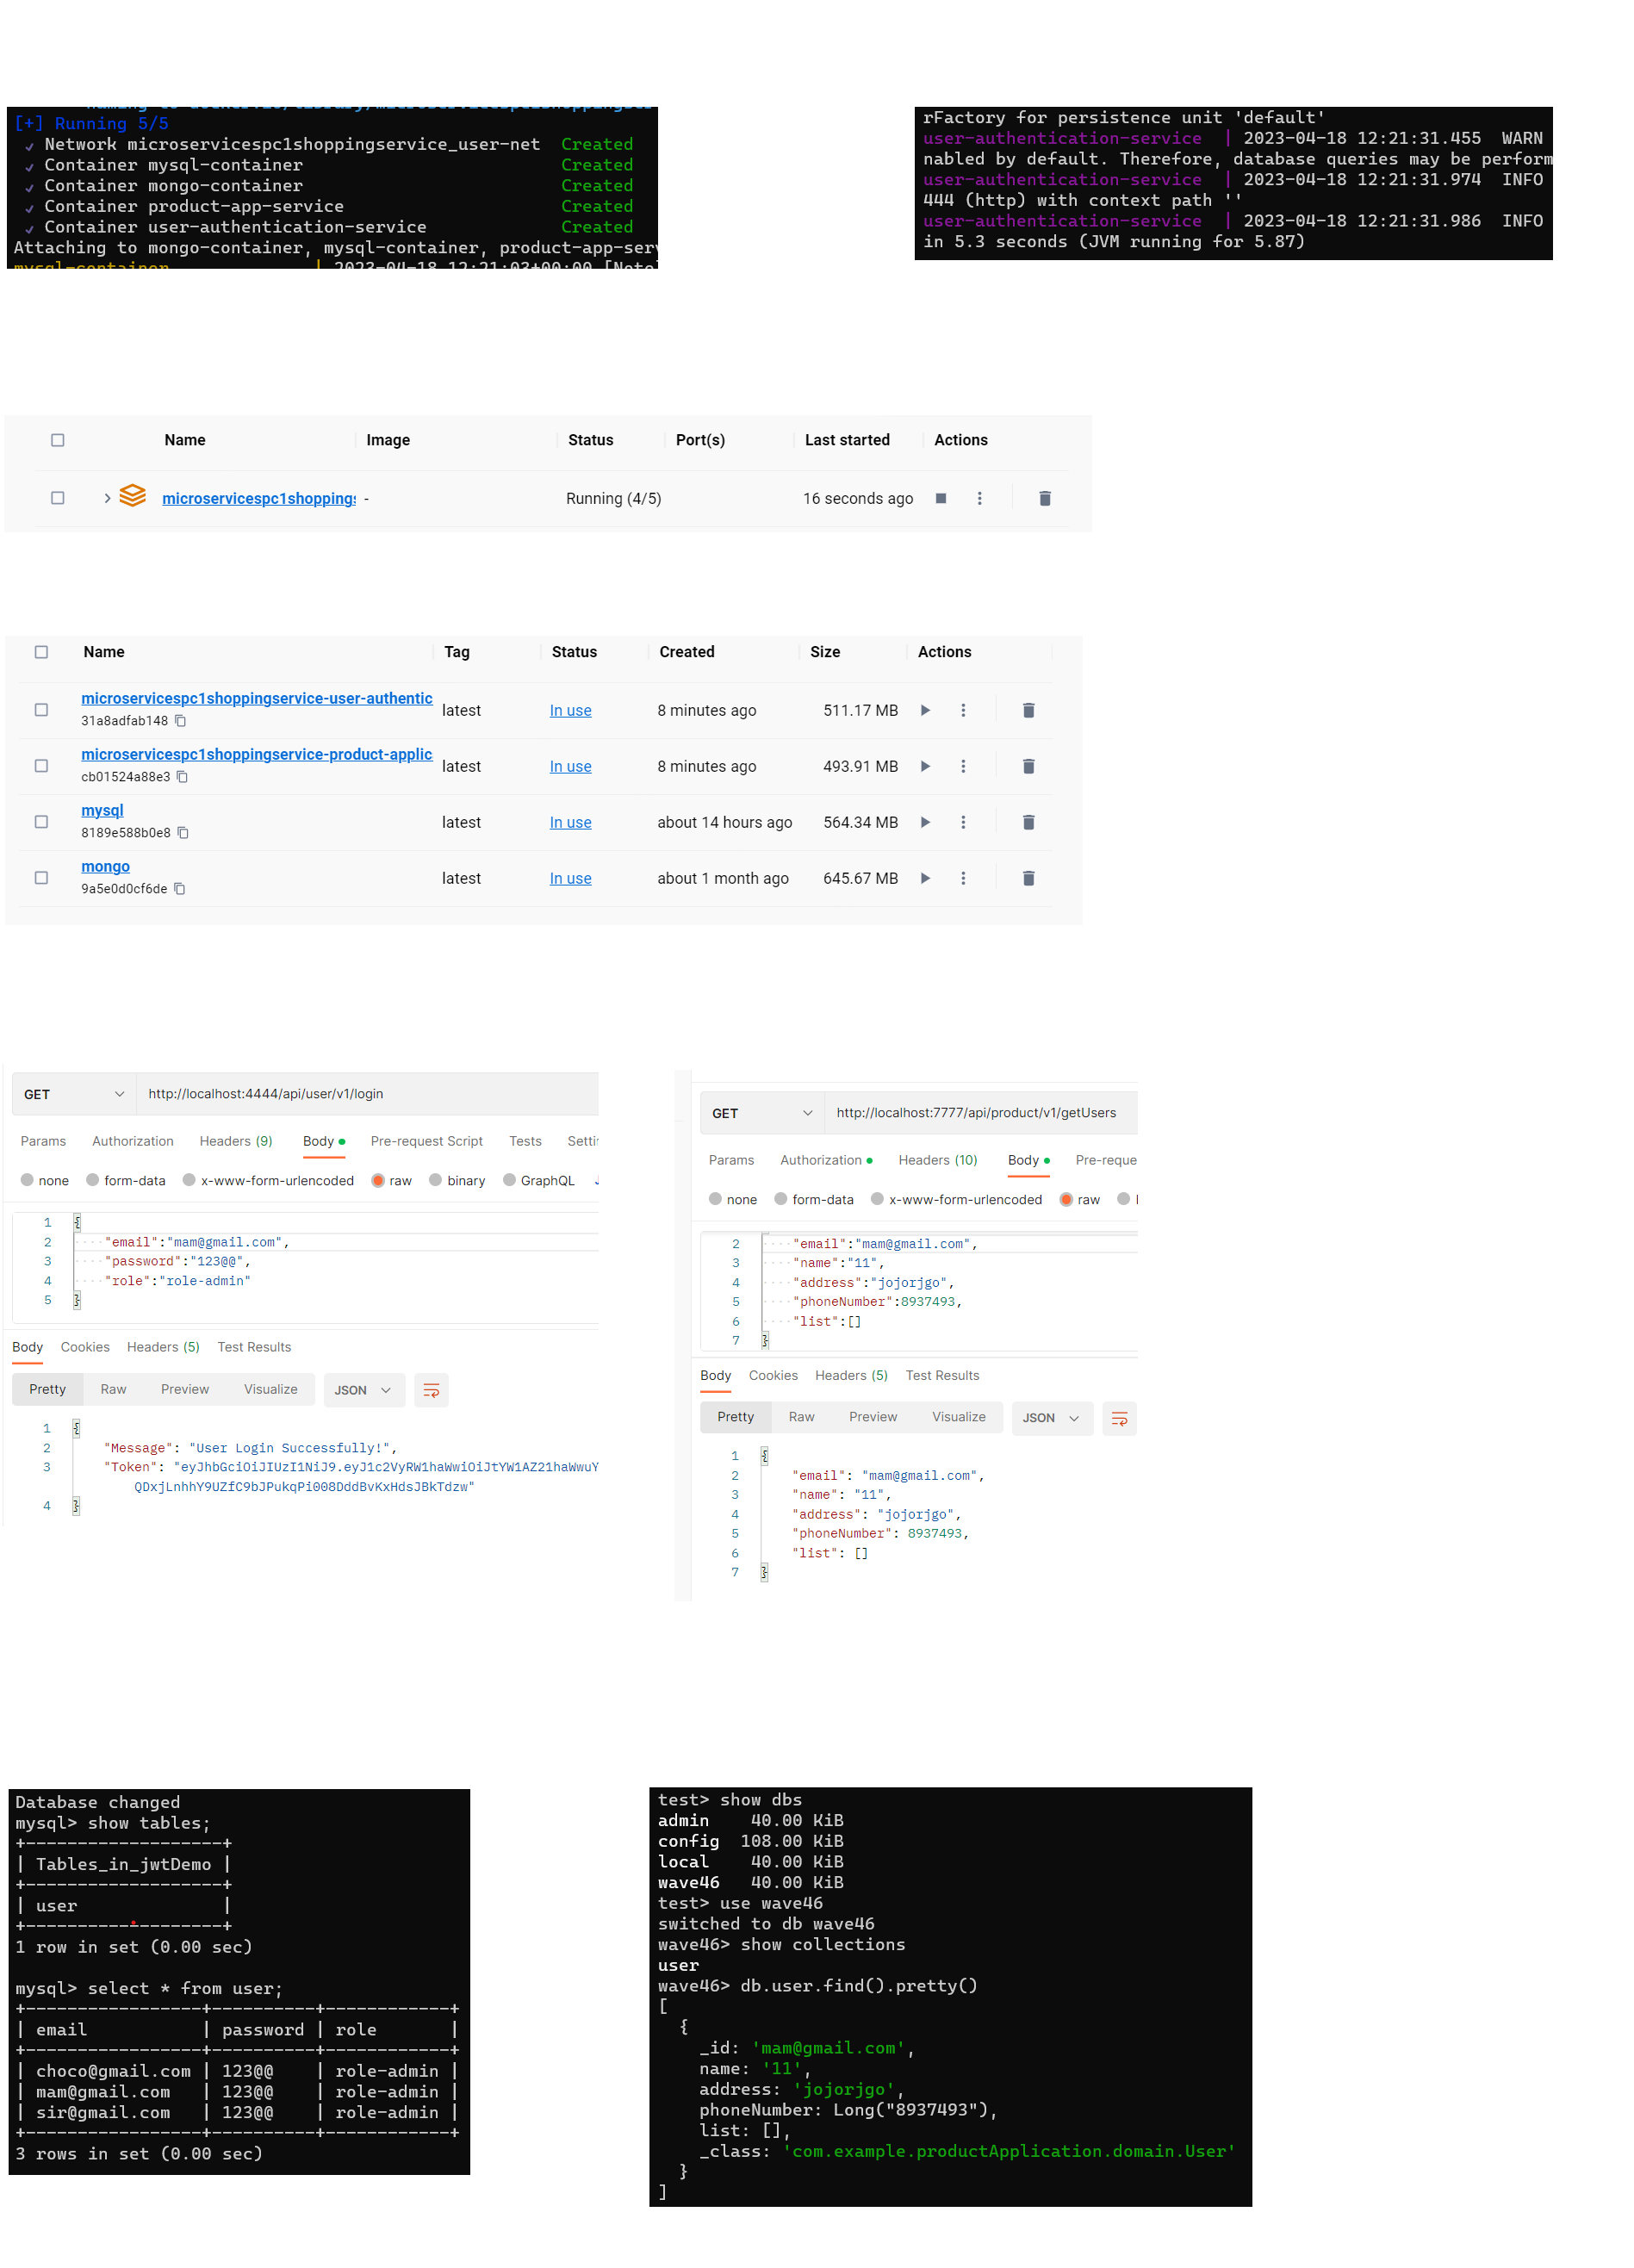 [+] Running 5/5
✓ Network microservicespc1shoppingservice_user-net Created
✓ Container mysql-container Created
✓ Container mongo-container Created
✓ Container product-app-service Created
✓ Container user-authentication-service Created
Attaching to mongo-container, mysql-container, product-app-serv
mysql-container | 2023-04-18 12:21:03+00:00 [Note
rFactory for persistence unit 'default'
user-authentication-service | 2023-04-18 12:21:31.455 WARN
nabled by default. Therefore, database queries may be perform
user-authentication-service | 2023-04-18 12:21:31.974 INFO
444 (http) with context path ''
user-authentication-service | 2023-04-18 12:21:31.986 INFO
in 5.3 seconds (JVM running for 5.87)
Name Image Status Port(s) Last started Actions
microservicespc1shoppings - Running (4/5) 16 seconds ago
Name Tag Status Created Size Actions
microservicespc1shoppingservice-user-authentic
31a8adfab148
latest In use 8 minutes ago 511.17 MB
microservicespc1shoppingservice-product-applic
cb01524a88e3
latest In use 8 minutes ago 493.91 MB
mysql
8189e588b0e8
latest In use about 14 hours ago 564.34 MB
mongo
9a5e0d0cf6de
latest In use about 1 month ago 645.67 MB
GET http://localhost:4444/api/user/v1/login
Params Authorization Headers (9) Body Pre-request Script Tests Settin
none form-data x-www-form-urlencoded raw binary GraphQL
1 {
2 "email":"mam@gmail.com",
3 "password":"123@@",
4 "role":"role-admin"
5 }
Body Cookies Headers (5) Test Results
Pretty Raw Preview Visualize JSON
1 {
2 "Message": "User Login Successfully!",
3 "Token": "eyJhbGciOiJIUzI1NiJ9.eyJ1c2VyRW1haWwiOiJtYW1AZ21haWwuY
QDxjLnhhY9UZfC9bJPukqPi008DddBvKxHdsJBkTdzw"
4 }
GET http://localhost:7777/api/product/v1/getUsers
Params Authorization Headers (10) Body Pre-reque
none form-data x-www-form-urlencoded raw
2 "email":"mam@gmail.com",
3 "name":"11",
4 "address":"jojorjgo",
5 "phoneNumber":8937493,
6 "list":[]
7 }
Body Cookies Headers (5) Test Results
Pretty Raw Preview Visualize JSON
1 {
2 "email": "mam@gmail.com",
3 "name": "11",
4 "address": "jojorjgo",
5 "phoneNumber": 8937493,
6 "list": []
7 }
Database changed
mysql> show tables;
+-------------------+
| Tables_in_jwtDemo |
+-------------------+
| user              |
+-------------------+
1 row in set (0.00 sec)
mysql> select * from user;
+-----------------+----------+------------+
| email           | password | role       |
+-----------------+----------+------------+
| choco@gmail.com | 123@@    | role-admin |
| mam@gmail.com   | 123@@    | role-admin |
| sir@gmail.com   | 123@@    | role-admin |
+-----------------+----------+------------+
3 rows in set (0.00 sec)
test> show dbs
admin 40.00 KiB
config 108.00 KiB
local 40.00 KiB
wave46 40.00 KiB
test> use wave46
switched to db wave46
wave46> show collections
user
wave46> db.user.find().pretty()
[
{
_id: 'mam@gmail.com',
name: '11',
address: 'jojorjgo',
phoneNumber: Long("8937493"),
list: [],
_class: 'com.example.productApplication.domain.User'
}
]